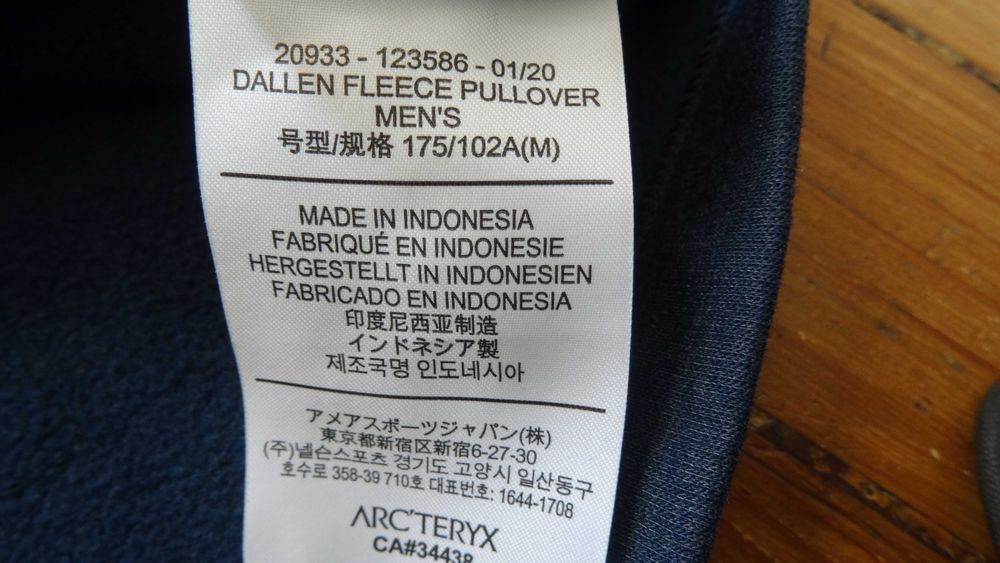 20933 - 123586 - 01/20
DALLEN FLEECE PULLOVER
MEN'S
号型/规格 175/102A(M)
MADE IN INDONESIA
FABRIQUÉ EN INDONESIE
HERGESTELLT IN INDONESIEN
FABRICADO EN INDONESIA
印度尼西亚制造
インドネシア製
제조국명 인도네시아
アメアスポーツジャパン(株)
東京都新宿区新宿6-27-30
(주)넬슨스포츠 경기도 고양시 일산동구
호수로 358-39 710호 대표번호: 1644-1708
ARC'TERYX
CA#34438